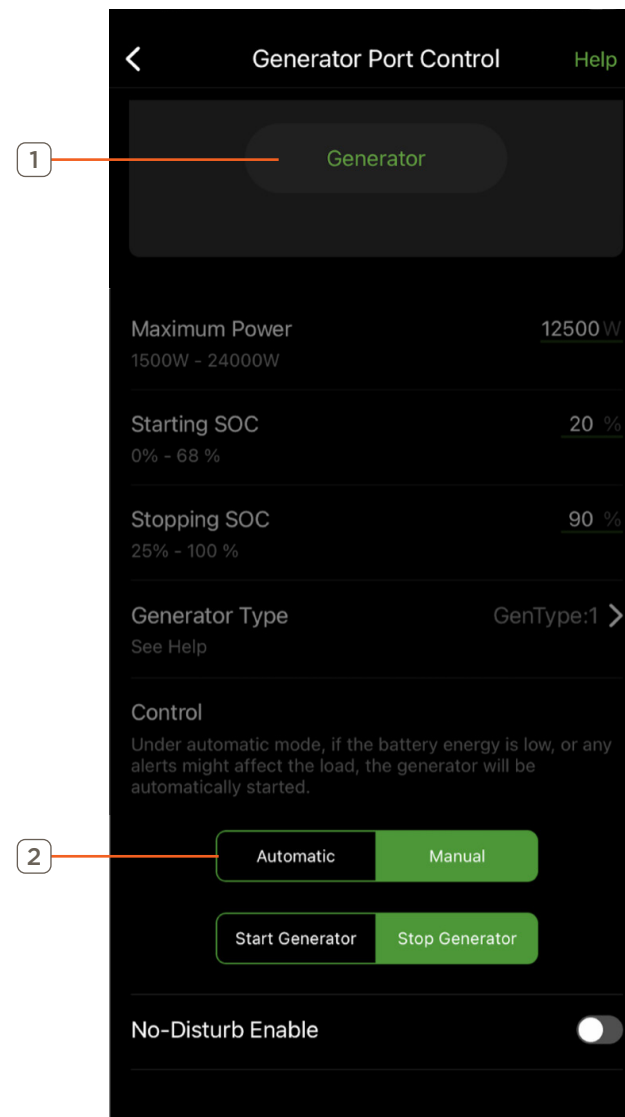 Generator Port Control Help
1 Generator
Maximum Power 12500 W
1500W - 24000W
Starting SOC 20 %
0% - 68 %
Stopping SOC 90 %
25% - 100 %
Generator Type GenType:1
See Help
Control
Under automatic mode, if the battery energy is low, or any
alerts might affect the load, the generator will be
automatically started.
2 Automatic Manual
Start Generator Stop Generator
No-Disturb Enable